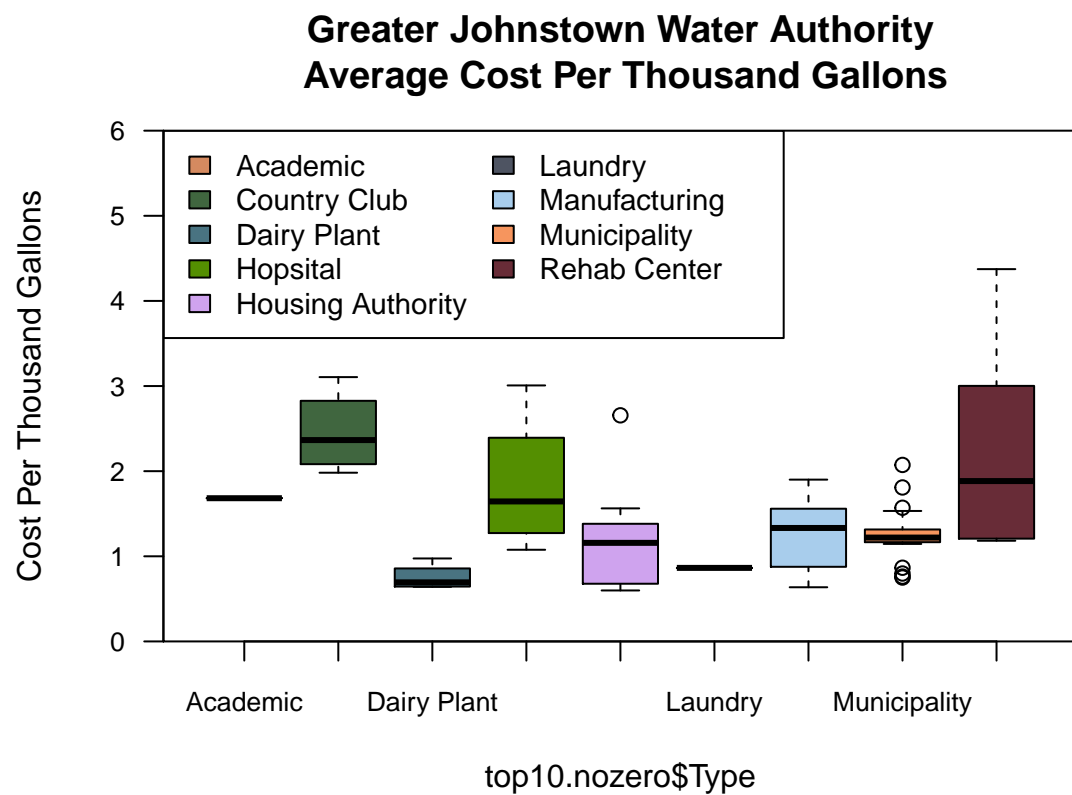 Greater Johnstown Water Authority
Average Cost Per Thousand Gallons
Cost Per Thousand Gallons
6
5
4
3
2
1
0
Academic
Country Club
Dairy Plant
Hopsital
Housing Authority
Laundry
Manufacturing
Municipality
Rehab Center
Academic Dairy Plant Laundry Municipality
top10.nozero$Type